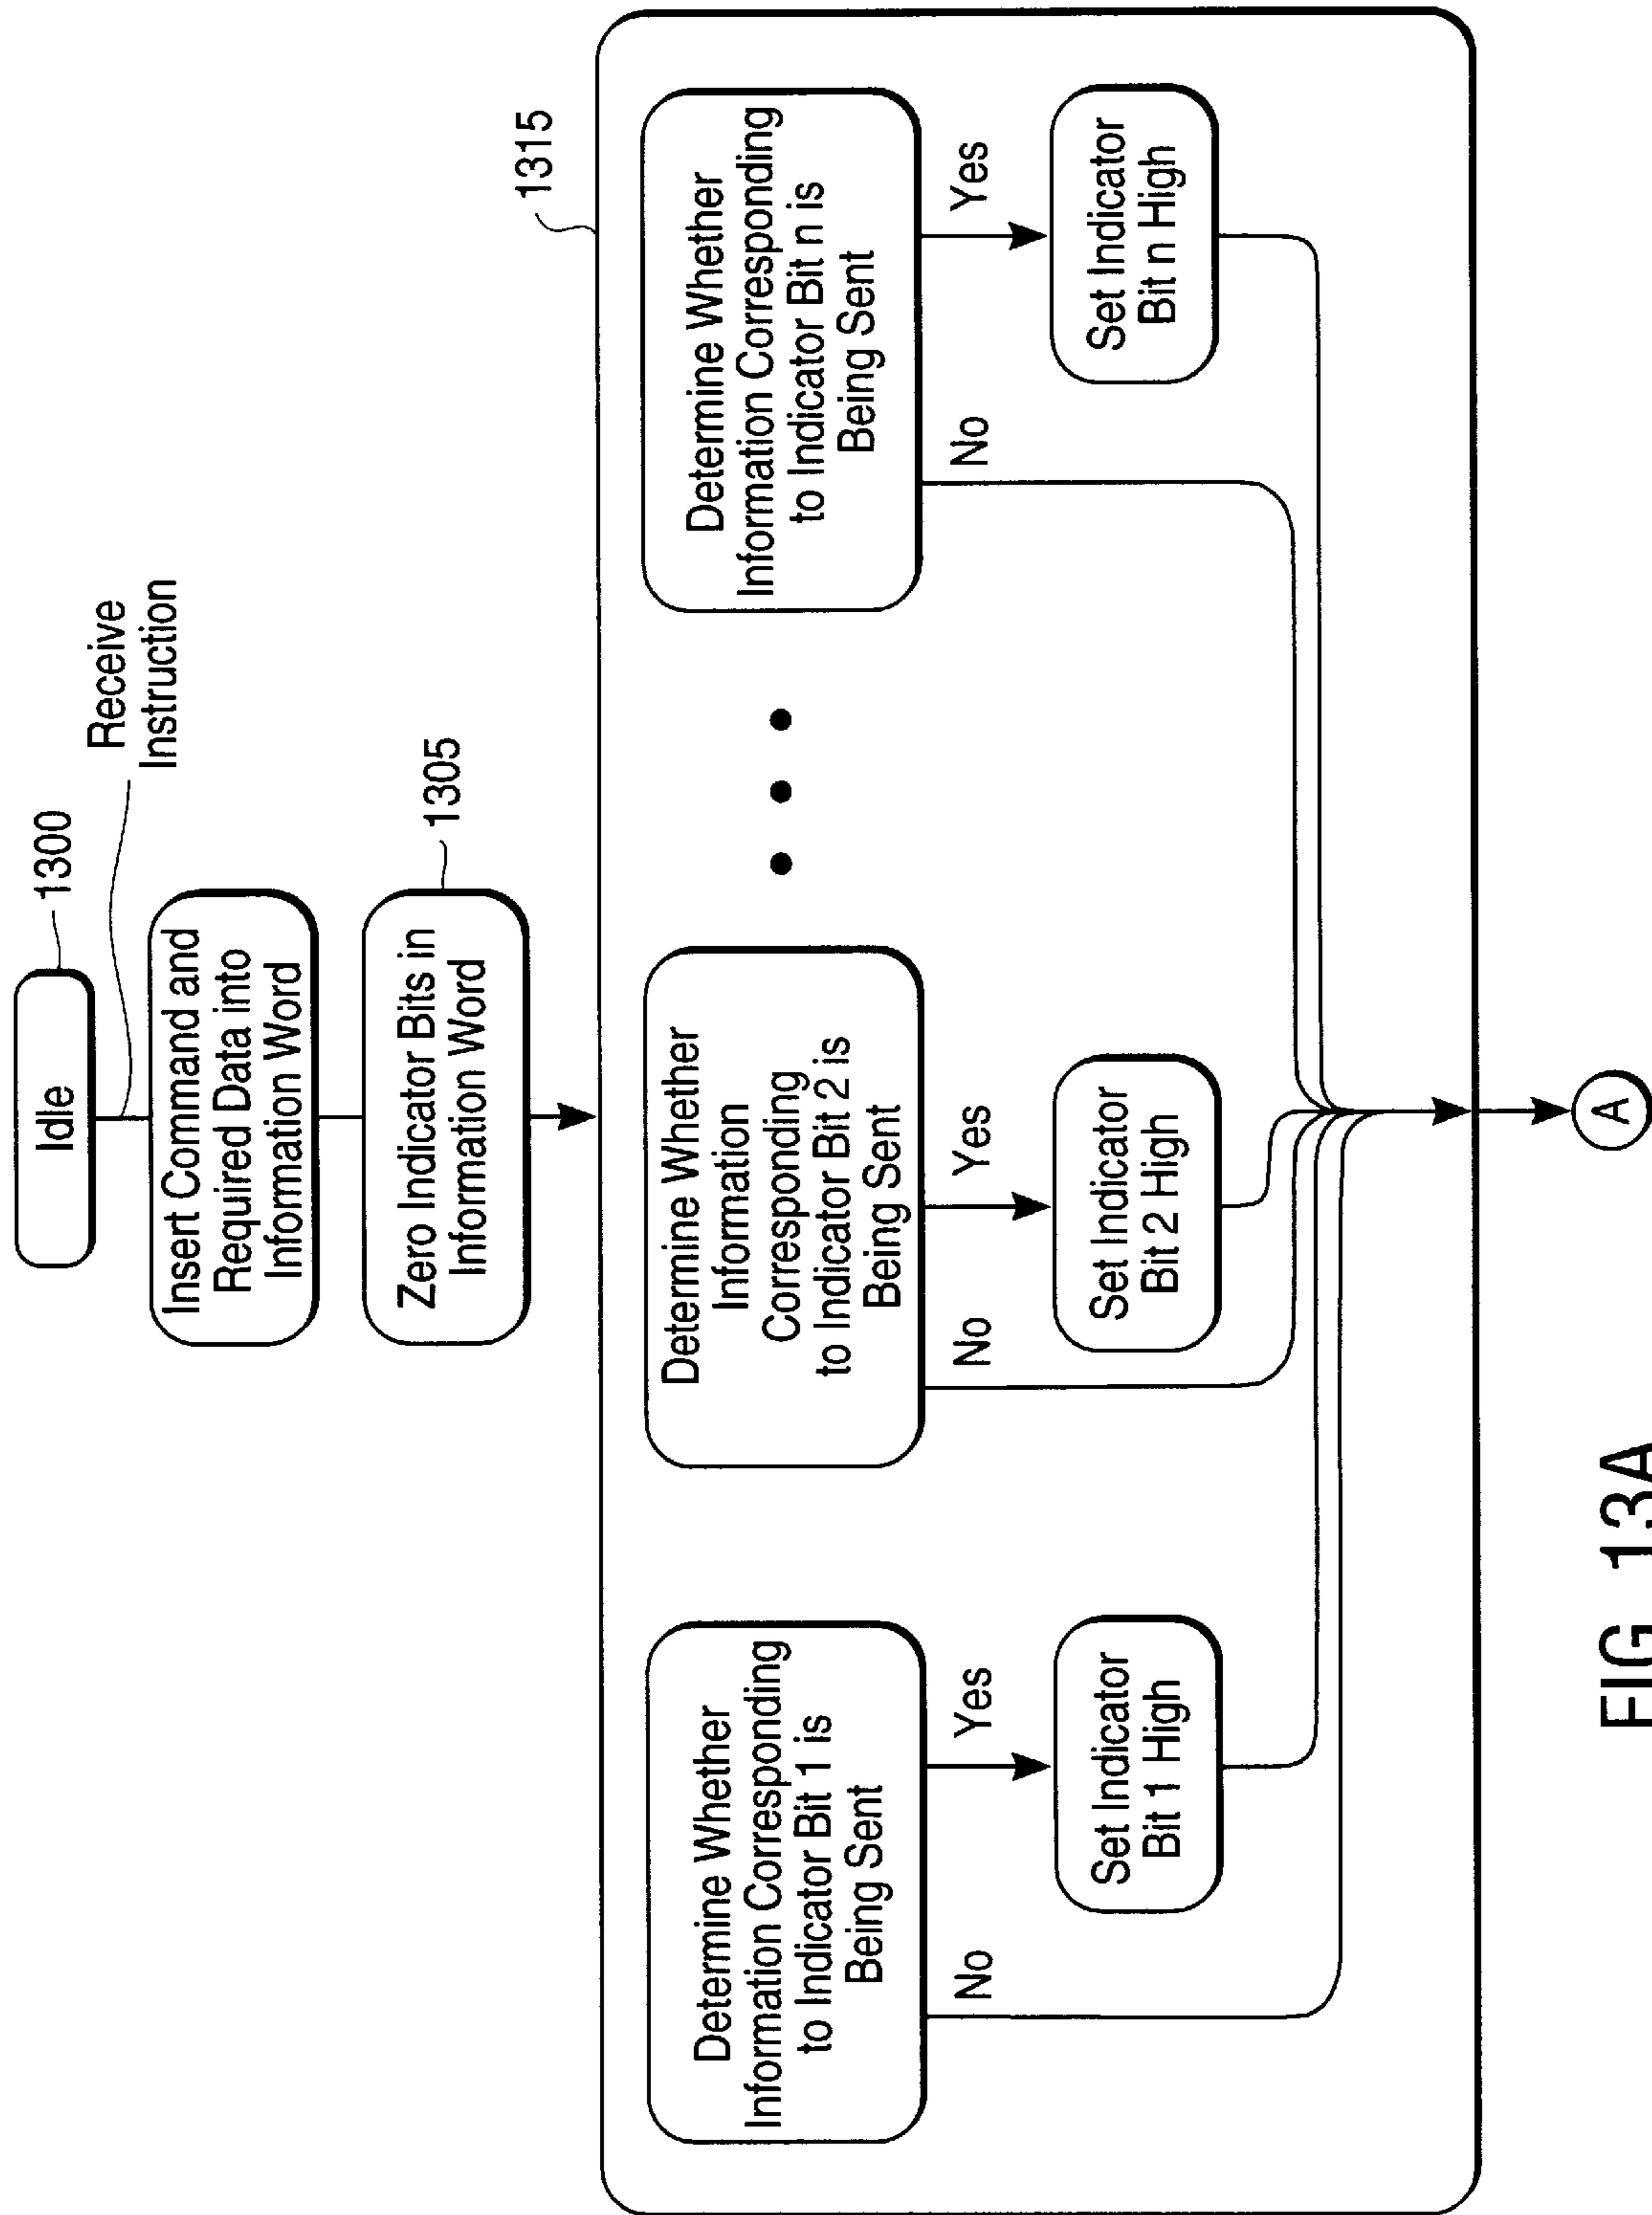 Idle
1300
Receive
Instruction
Insert Command and
Required Data into
Information Word
Zero Indicator Bits in
Information Word
1305
1315
Determine Whether
Information Corresponding
to Indicator Bit 1 is
Being Sent
No
Yes
Set Indicator
Bit 1 High
Determine Whether
Information
Corresponding
to Indicator Bit 2 is
Being Sent
No
Yes
Set Indicator
Bit 2 High
Determine Whether
Information Corresponding
to Indicator Bit n is
Being Sent
No
Yes
Set Indicator
Bit n High
A
FIG 13A